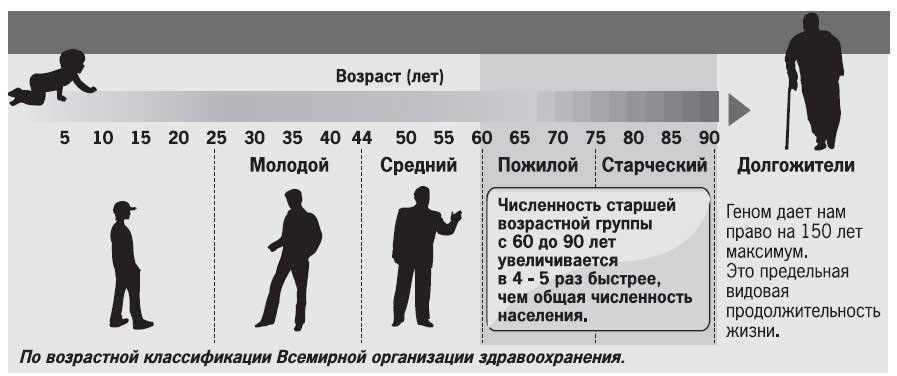 Возраст (лет)
5 10 15 20 25 30 35 40 44 50 55 60 65 70 75 80 85 90
Молодой Средний Пожилой Старческий Долгожители
Численность старшей
возрастной группы
с 60 до 90 лет
увеличивается
в 4 - 5 раз быстрее,
чем общая численность
населения.
Геном дает нам
право на 150 лет
максимум.
Это предельная
видовая
продолжительность
жизни.
По возрастной классификации Всемирной организации здравоохранения.